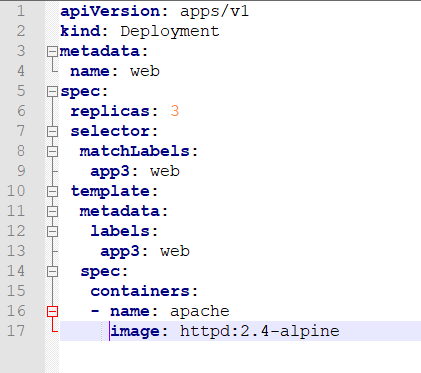 1 apiVersion: apps/v1
2 kind: Deployment
3 metadata:
4  name: web
5 spec:
6  replicas: 3
7  selector:
8   matchLabels:
9    app3: web
10  template:
11   metadata:
12    labels:
13     app3: web
14   spec:
15    containers:
16    - name: apache
17      image: httpd:2.4-alpine